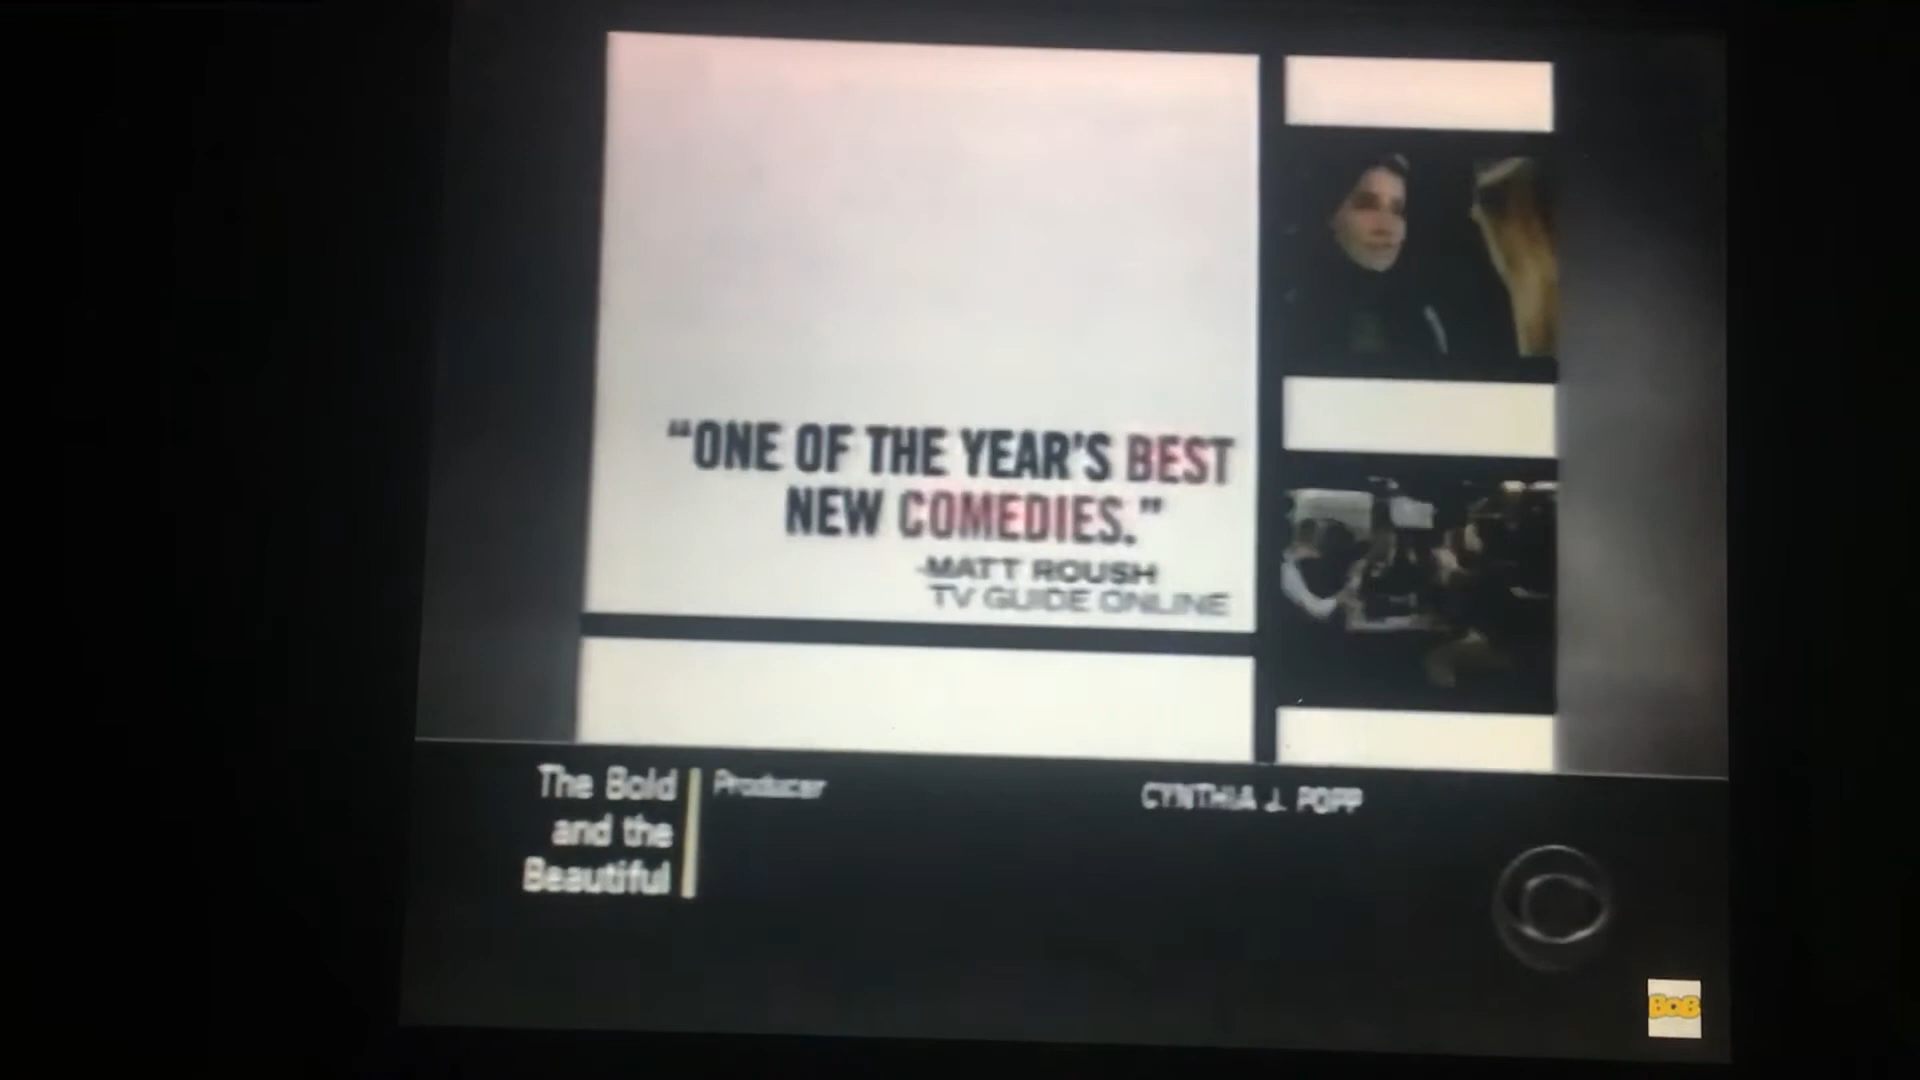 “ONE OF THE YEAR'S BEST
NEW COMEDIES.”
-MATT ROUSH
TV GUIDE ONLINE
The Bold
and the
Beautiful
Producer
CYNTHIA J. POPP
BOB